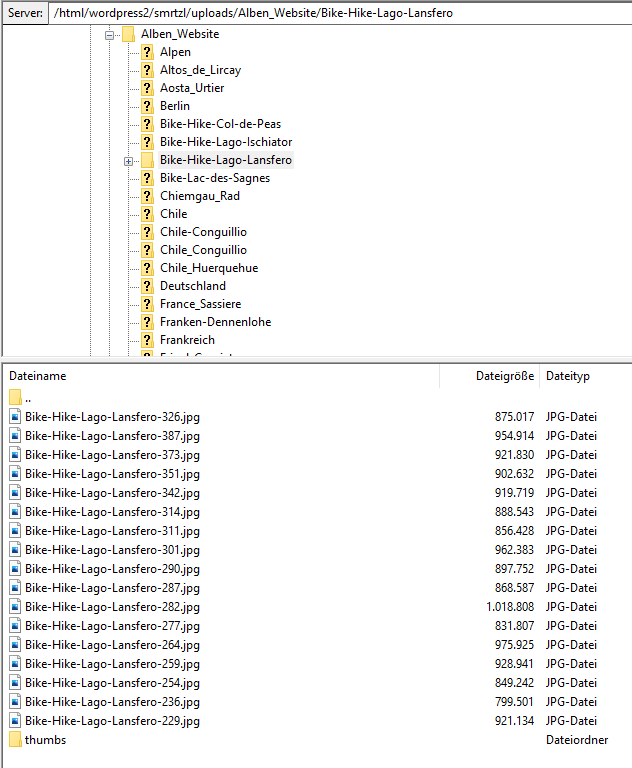 Server: /html/wordpress2/smrtzl/uploads/Alben_Website/Bike-Hike-Lago-Lansfero
Alben_Website
Alpen
Altos_de_Lircay
Aosta_Urtier
Berlin
Bike-Hike-Col-de-Peas
Bike-Hike-Lago-Ischiator
Bike-Hike-Lago-Lansfero
Bike-Lac-des-Sagnes
Chiemgau_Rad
Chile
Chile-Conguillio
Chile_Conguillio
Chile_Huerquehue
Deutschland
France_Sassiere
Franken-Dennenlohe
Frankreich
Dateiname Dateigröße Dateityp
..
Bike-Hike-Lago-Lansfero-326.jpg 875.017 JPG-Datei
Bike-Hike-Lago-Lansfero-387.jpg 954.914 JPG-Datei
Bike-Hike-Lago-Lansfero-373.jpg 921.830 JPG-Datei
Bike-Hike-Lago-Lansfero-351.jpg 902.632 JPG-Datei
Bike-Hike-Lago-Lansfero-342.jpg 919.719 JPG-Datei
Bike-Hike-Lago-Lansfero-314.jpg 888.543 JPG-Datei
Bike-Hike-Lago-Lansfero-311.jpg 856.428 JPG-Datei
Bike-Hike-Lago-Lansfero-301.jpg 962.383 JPG-Datei
Bike-Hike-Lago-Lansfero-290.jpg 897.752 JPG-Datei
Bike-Hike-Lago-Lansfero-287.jpg 868.587 JPG-Datei
Bike-Hike-Lago-Lansfero-282.jpg 1.018.808 JPG-Datei
Bike-Hike-Lago-Lansfero-277.jpg 831.807 JPG-Datei
Bike-Hike-Lago-Lansfero-264.jpg 975.925 JPG-Datei
Bike-Hike-Lago-Lansfero-259.jpg 928.941 JPG-Datei
Bike-Hike-Lago-Lansfero-254.jpg 849.242 JPG-Datei
Bike-Hike-Lago-Lansfero-236.jpg 799.501 JPG-Datei
Bike-Hike-Lago-Lansfero-229.jpg 921.134 JPG-Datei
thumbs Dateiordner